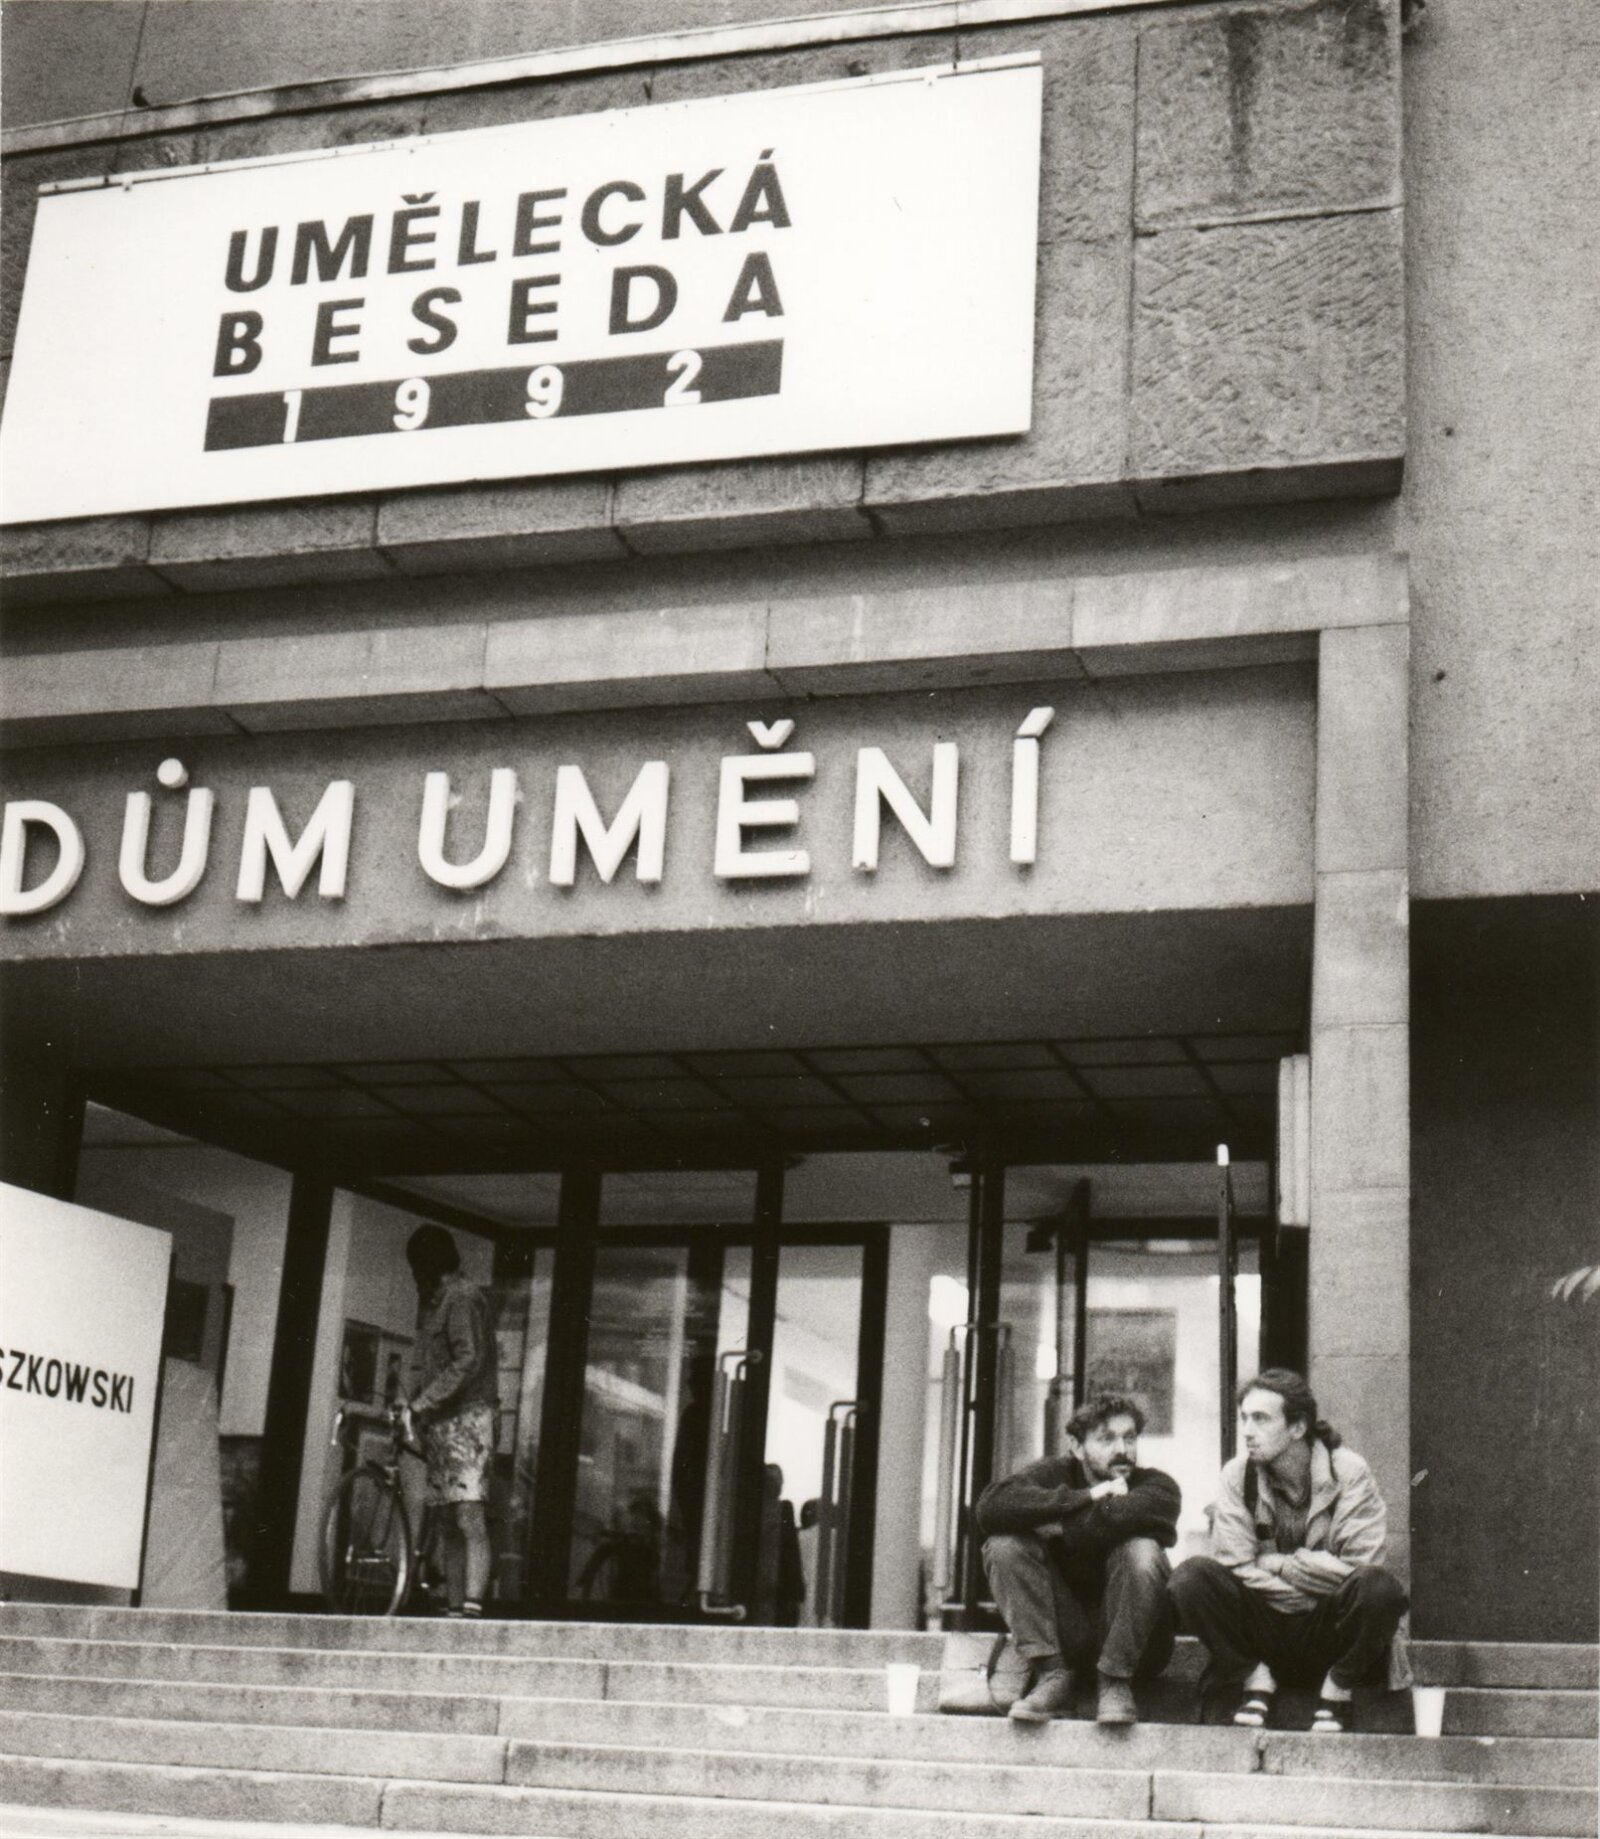 UMĚLECKÁ
BESEDA
1992
DŮM UMĚNÍ
SZKOWSKI